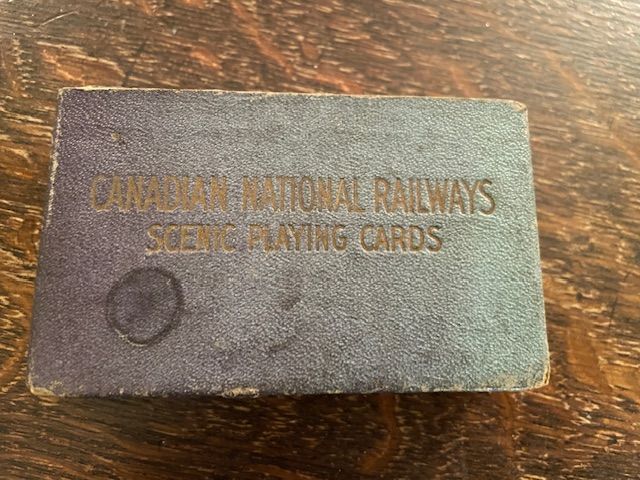 CANADIAN NATIONAL RAILWAYS
SCENIC PLAYING CARDS